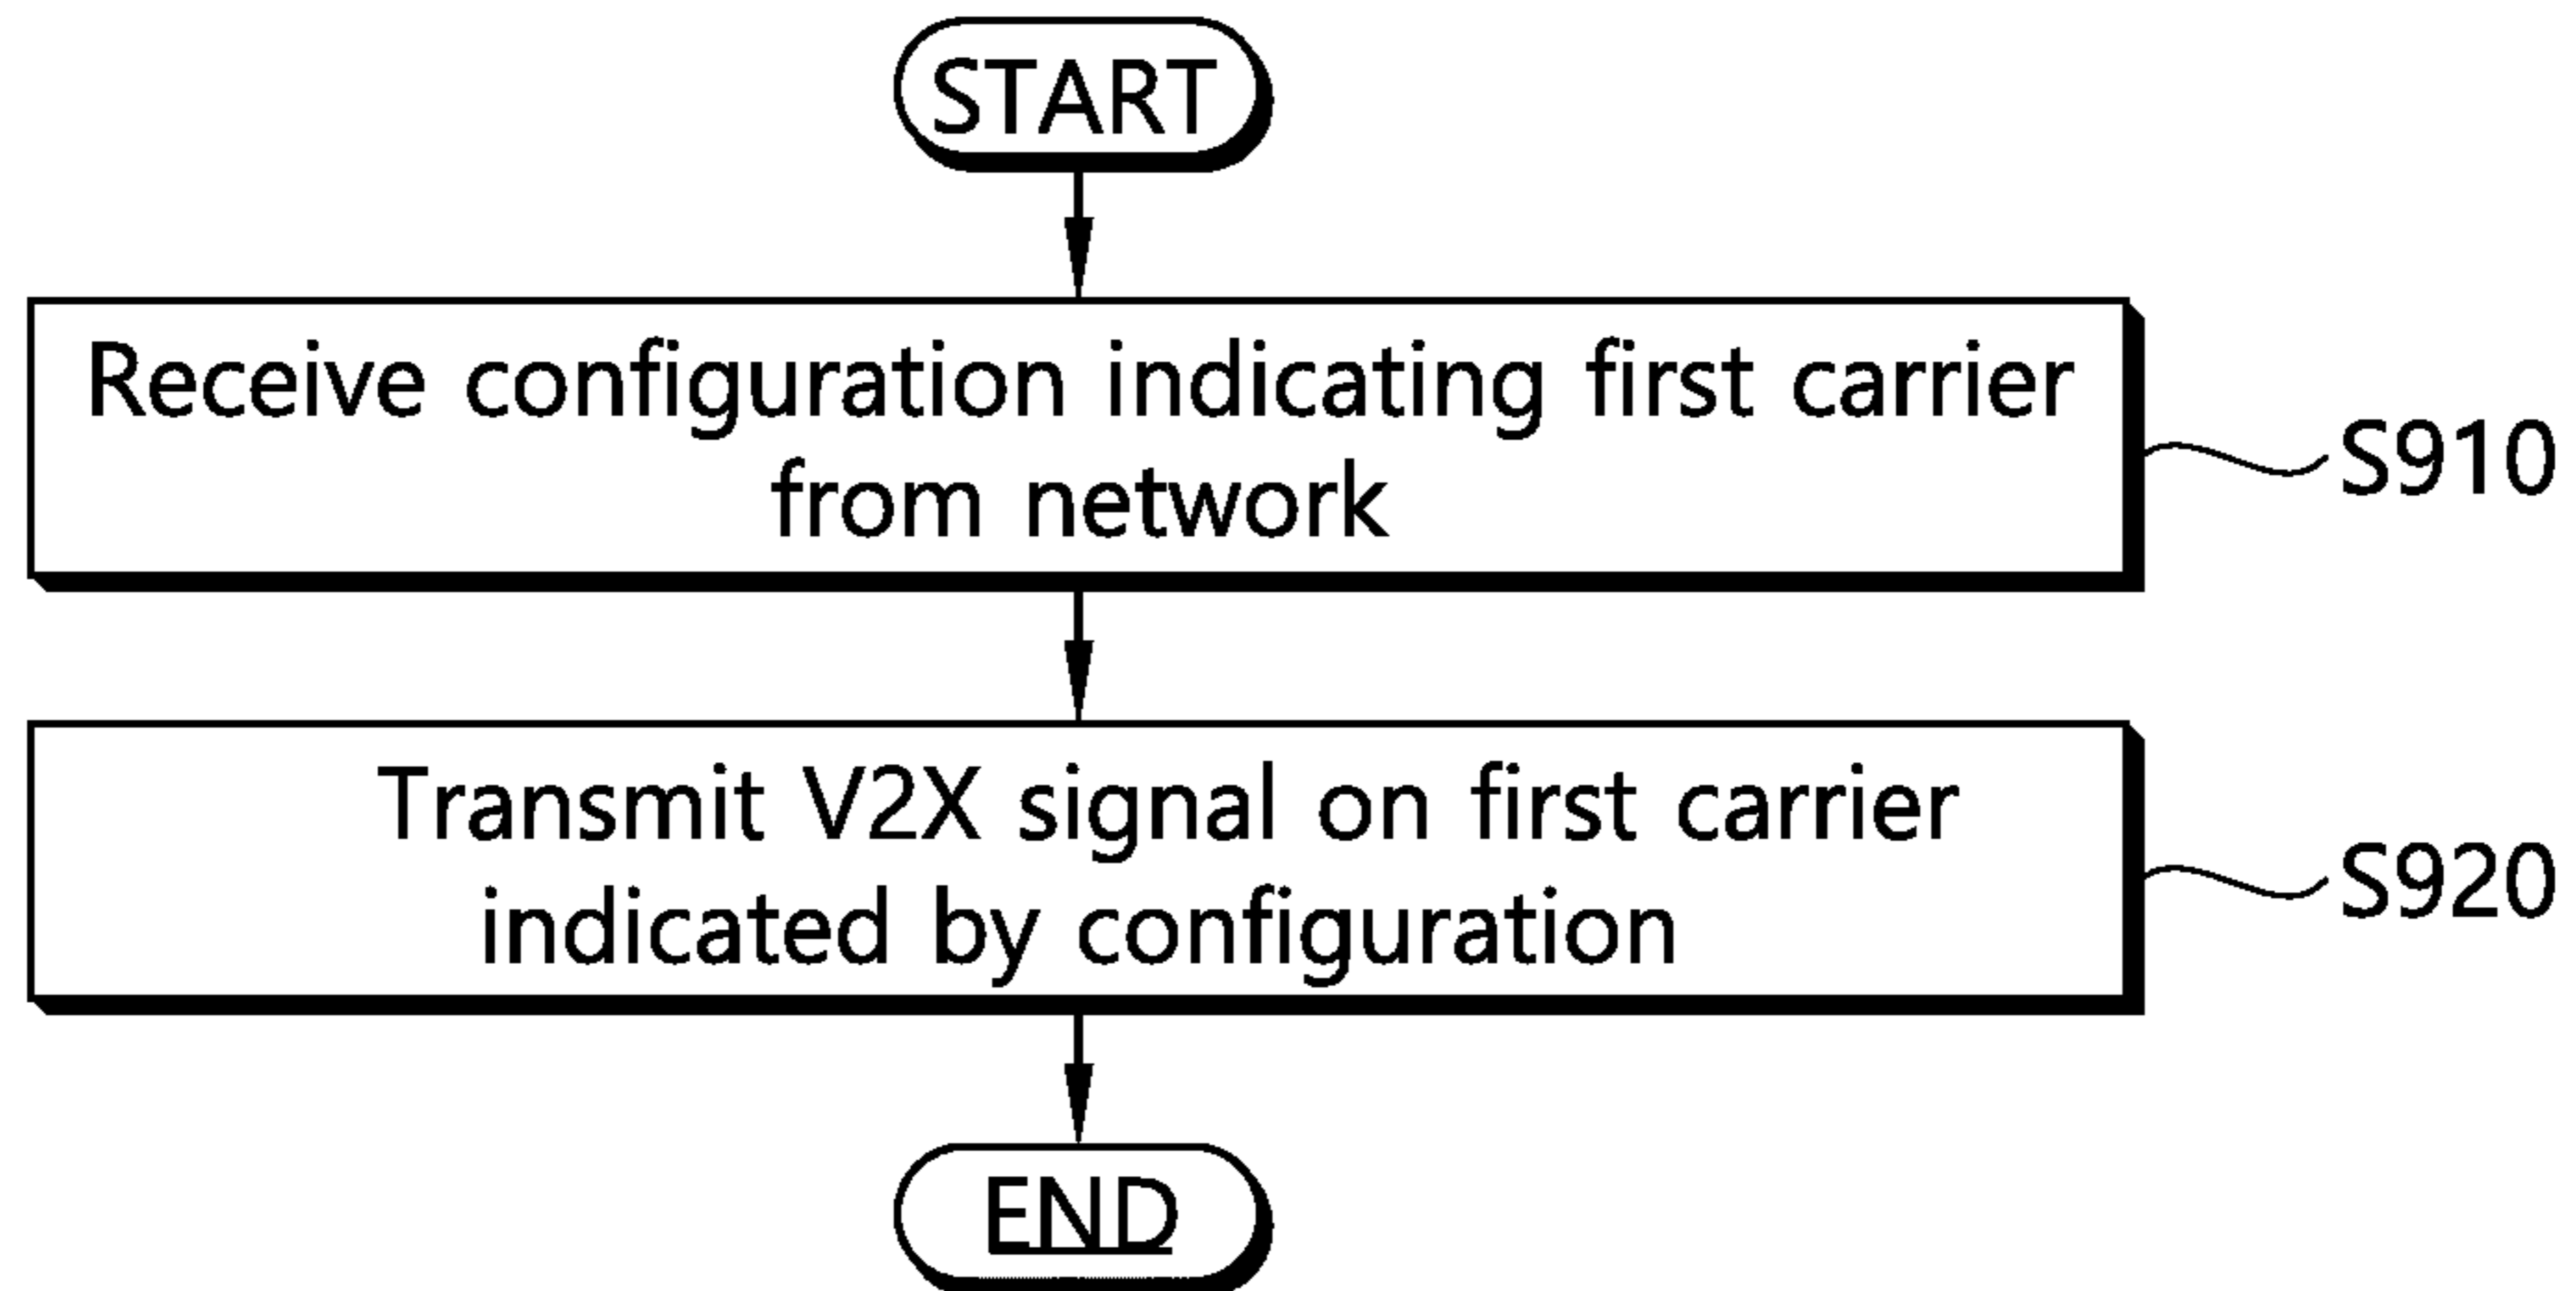 START
Receive configuration indicating first carrier
from network
S910
Transmit V2X signal on first carrier
indicated by configuration
S920
END